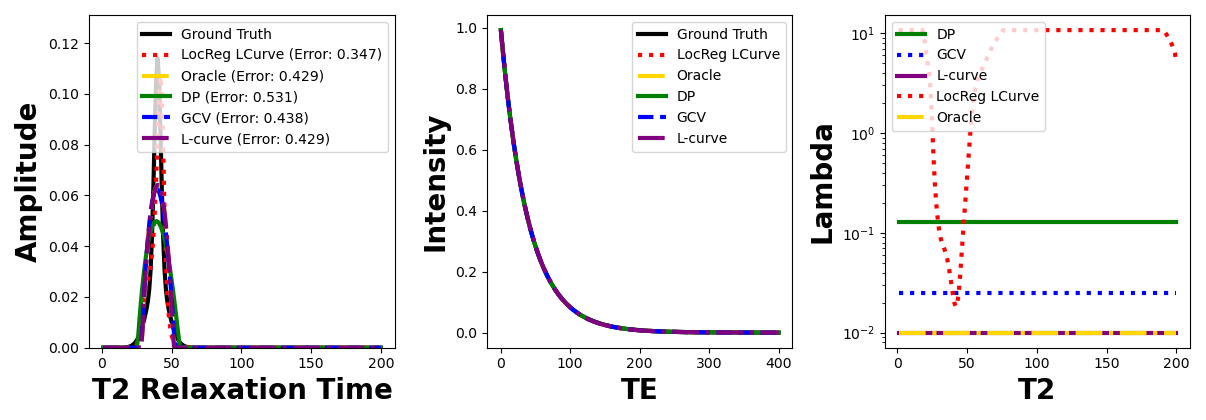 Amplitude
0.12
0.10
0.08
0.06
0.04
0.02
0.00
Ground Truth
LocReg LCurve (Error: 0.347)
Oracle (Error: 0.429)
DP (Error: 0.531)
GCV (Error: 0.438)
L-curve (Error: 0.429)
0 50 100 150 200
T2 Relaxation Time
Intensity
1.0
0.8
0.6
0.4
0.2
0.0
Ground Truth
LocReg LCurve
Oracle
DP
GCV
L-curve
0 100 200 300 400
TE
Lambda
10¹
10⁰
10⁻¹
10⁻²
DP
GCV
L-curve
LocReg LCurve
Oracle
0 50 100 150 200
T2